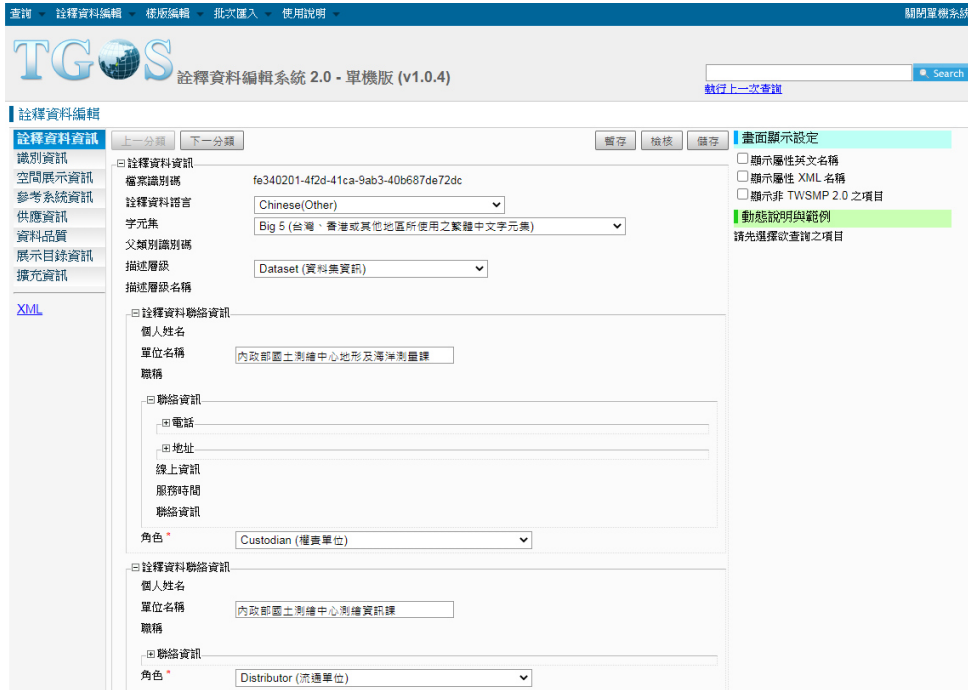 查詢 詮釋資料編輯 樣版編輯 批次匯入 使用說明 關閉單機系統
TGOS 詮釋資料編輯系統 2.0 - 單機版 (v1.0.4)
Search
執行上一次查詢
詮釋資料編輯
詮釋資料資訊
識別資訊
空間展示資訊
參考系統資訊
供應資訊
資料品質
展示目錄資訊
擴充資訊
XML
上一分類 下一分類 暫存 檢核 儲存
詮釋資料資訊
檔案識別碼 fe340201-4f2d-41ca-9ab3-40b687de72dc
詮釋資料語言 Chinese(Other)
字元集 Big 5 (台灣、香港或其他地區所使用之繁體中文字元集)
父類別識別碼
描述層級 Dataset (資料集資訊)
描述層級名稱
詮釋資料聯絡資訊
個人姓名
單位名稱 內政部國土測繪中心地形及海洋測量課
職稱
聯絡資訊
電話
地址
線上資訊
服務時間
聯絡資訊
角色 * Custodian (權責單位)
詮釋資料聯絡資訊
個人姓名
單位名稱 內政部國土測繪中心測繪資訊課
職稱
聯絡資訊
角色 * Distributor (流通單位)
畫面顯示設定
顯示屬性英文名稱
顯示屬性 XML 名稱
顯示非 TWSMP 2.0 之項目
動態說明與範例
請先選擇欲查詢之項目